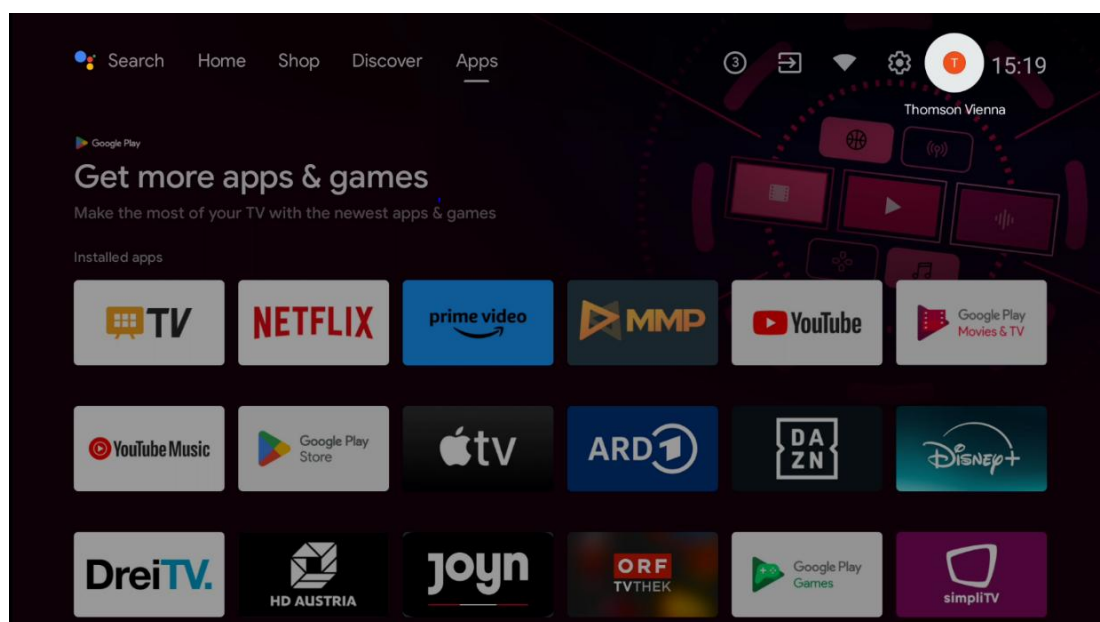 Search Home Shop Discover Apps 3 T 15:19
Thomson Vienna
Google Play
Get more apps & games
Make the most of your TV with the newest apps & games
Installed apps
TV
NETFLIX
prime video
MMP
YouTube
Google Play
Movies & TV
YouTube Music
Google Play
Store
tv
ARD 1
DA
ZN
Disney+
DreiTV.
HD AUSTRIA
joyn
ORF
TVTHEK
Google Play
Games
simpliTV